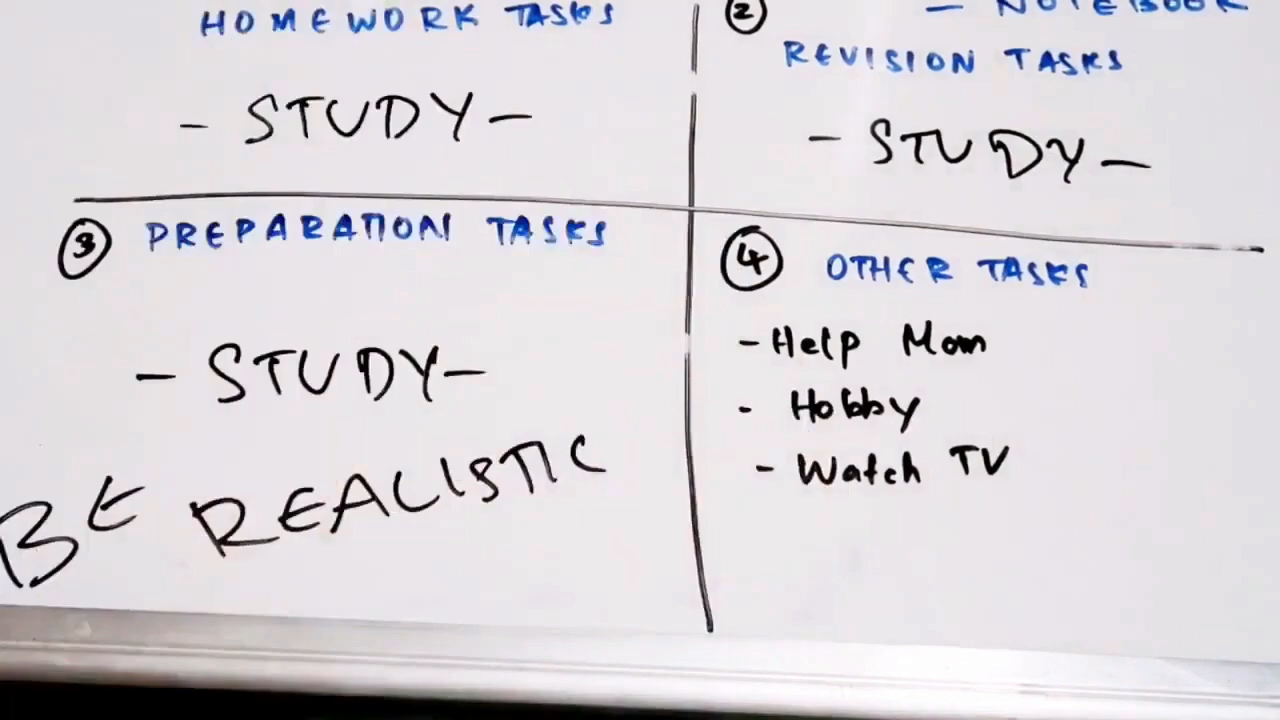 HOMEWORK TASKS
- STUDY -
2 - NOTEBOOK
REVISION TASKS
- STUDY -
3 PREPARATION TASKS
- STUDY -
BE REALISTIC
4 OTHER TASKS
- Help Mom
- Hobby
- Watch TV